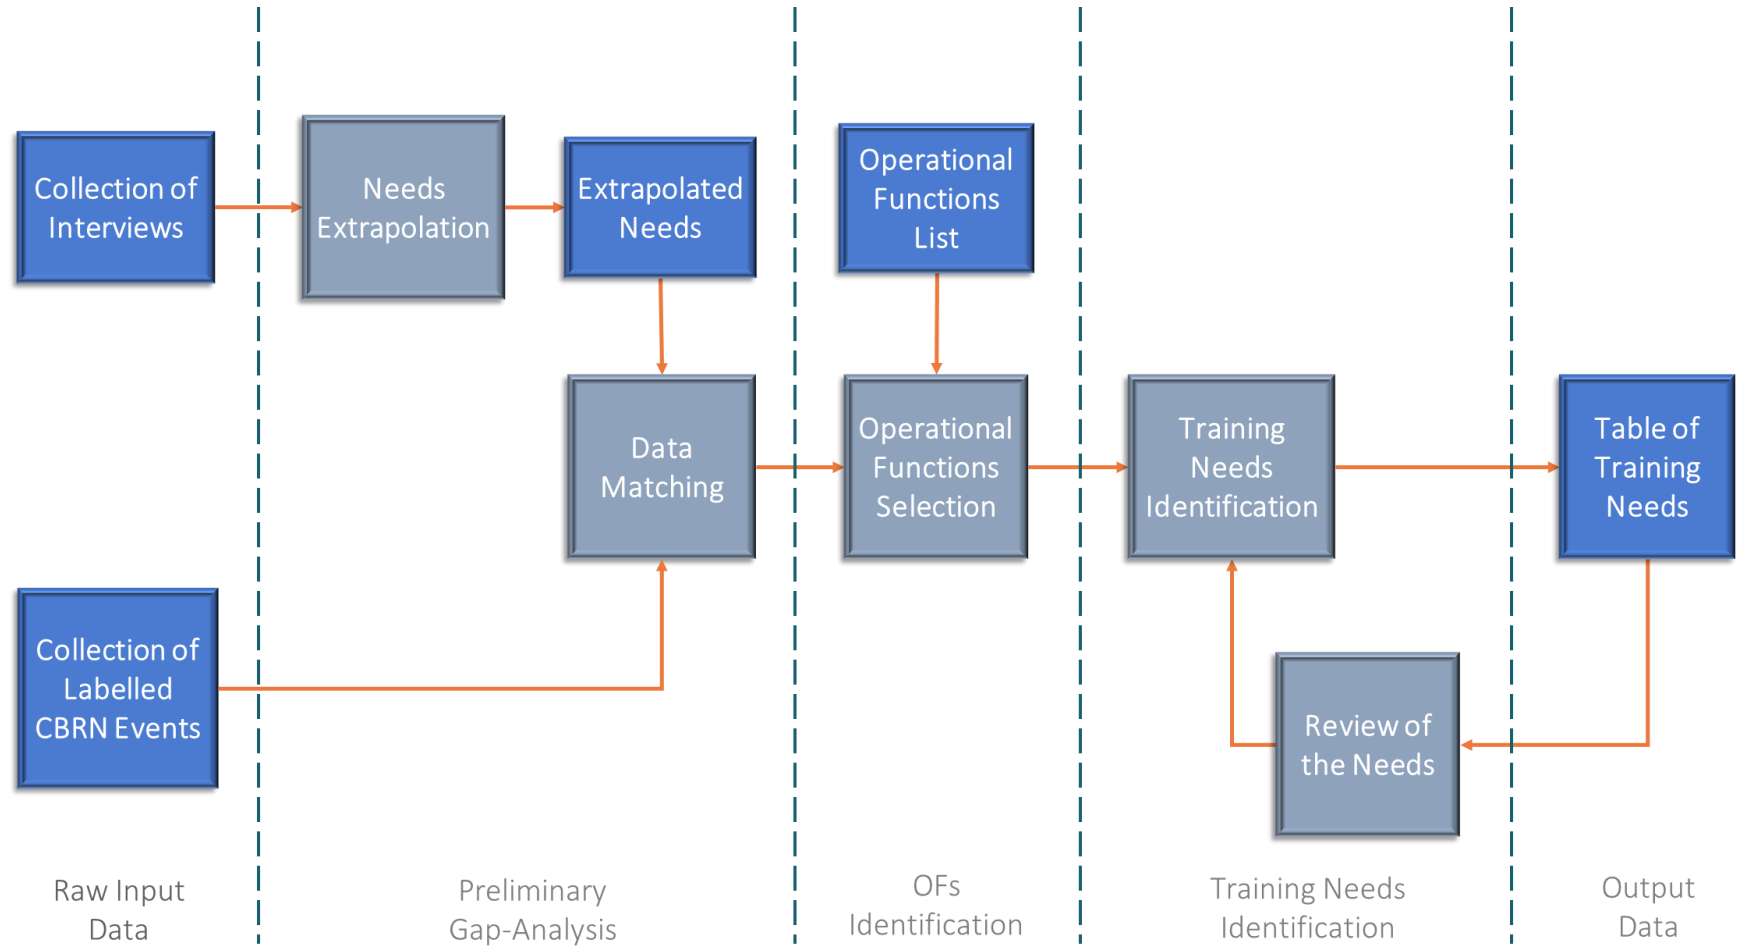 Collection of
Interviews
Needs
Extrapolation
Extrapolated
Needs
Operational
Functions
List
Data
Matching
Operational
Functions
Selection
Training
Needs
Identification
Table of
Training
Needs
Collection of
Labelled
CBRN Events
Review of
the Needs
Raw Input
Data
Preliminary
Gap-Analysis
OFs
Identification
Training Needs
Identification
Output
Data